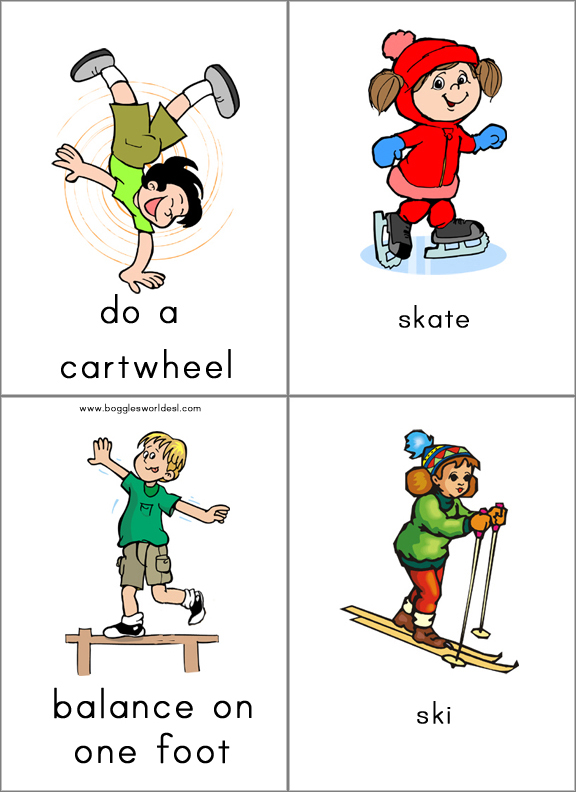 do a
cartwheel
skate
www.bogglesworldesl.com
balance on
one foot
ski